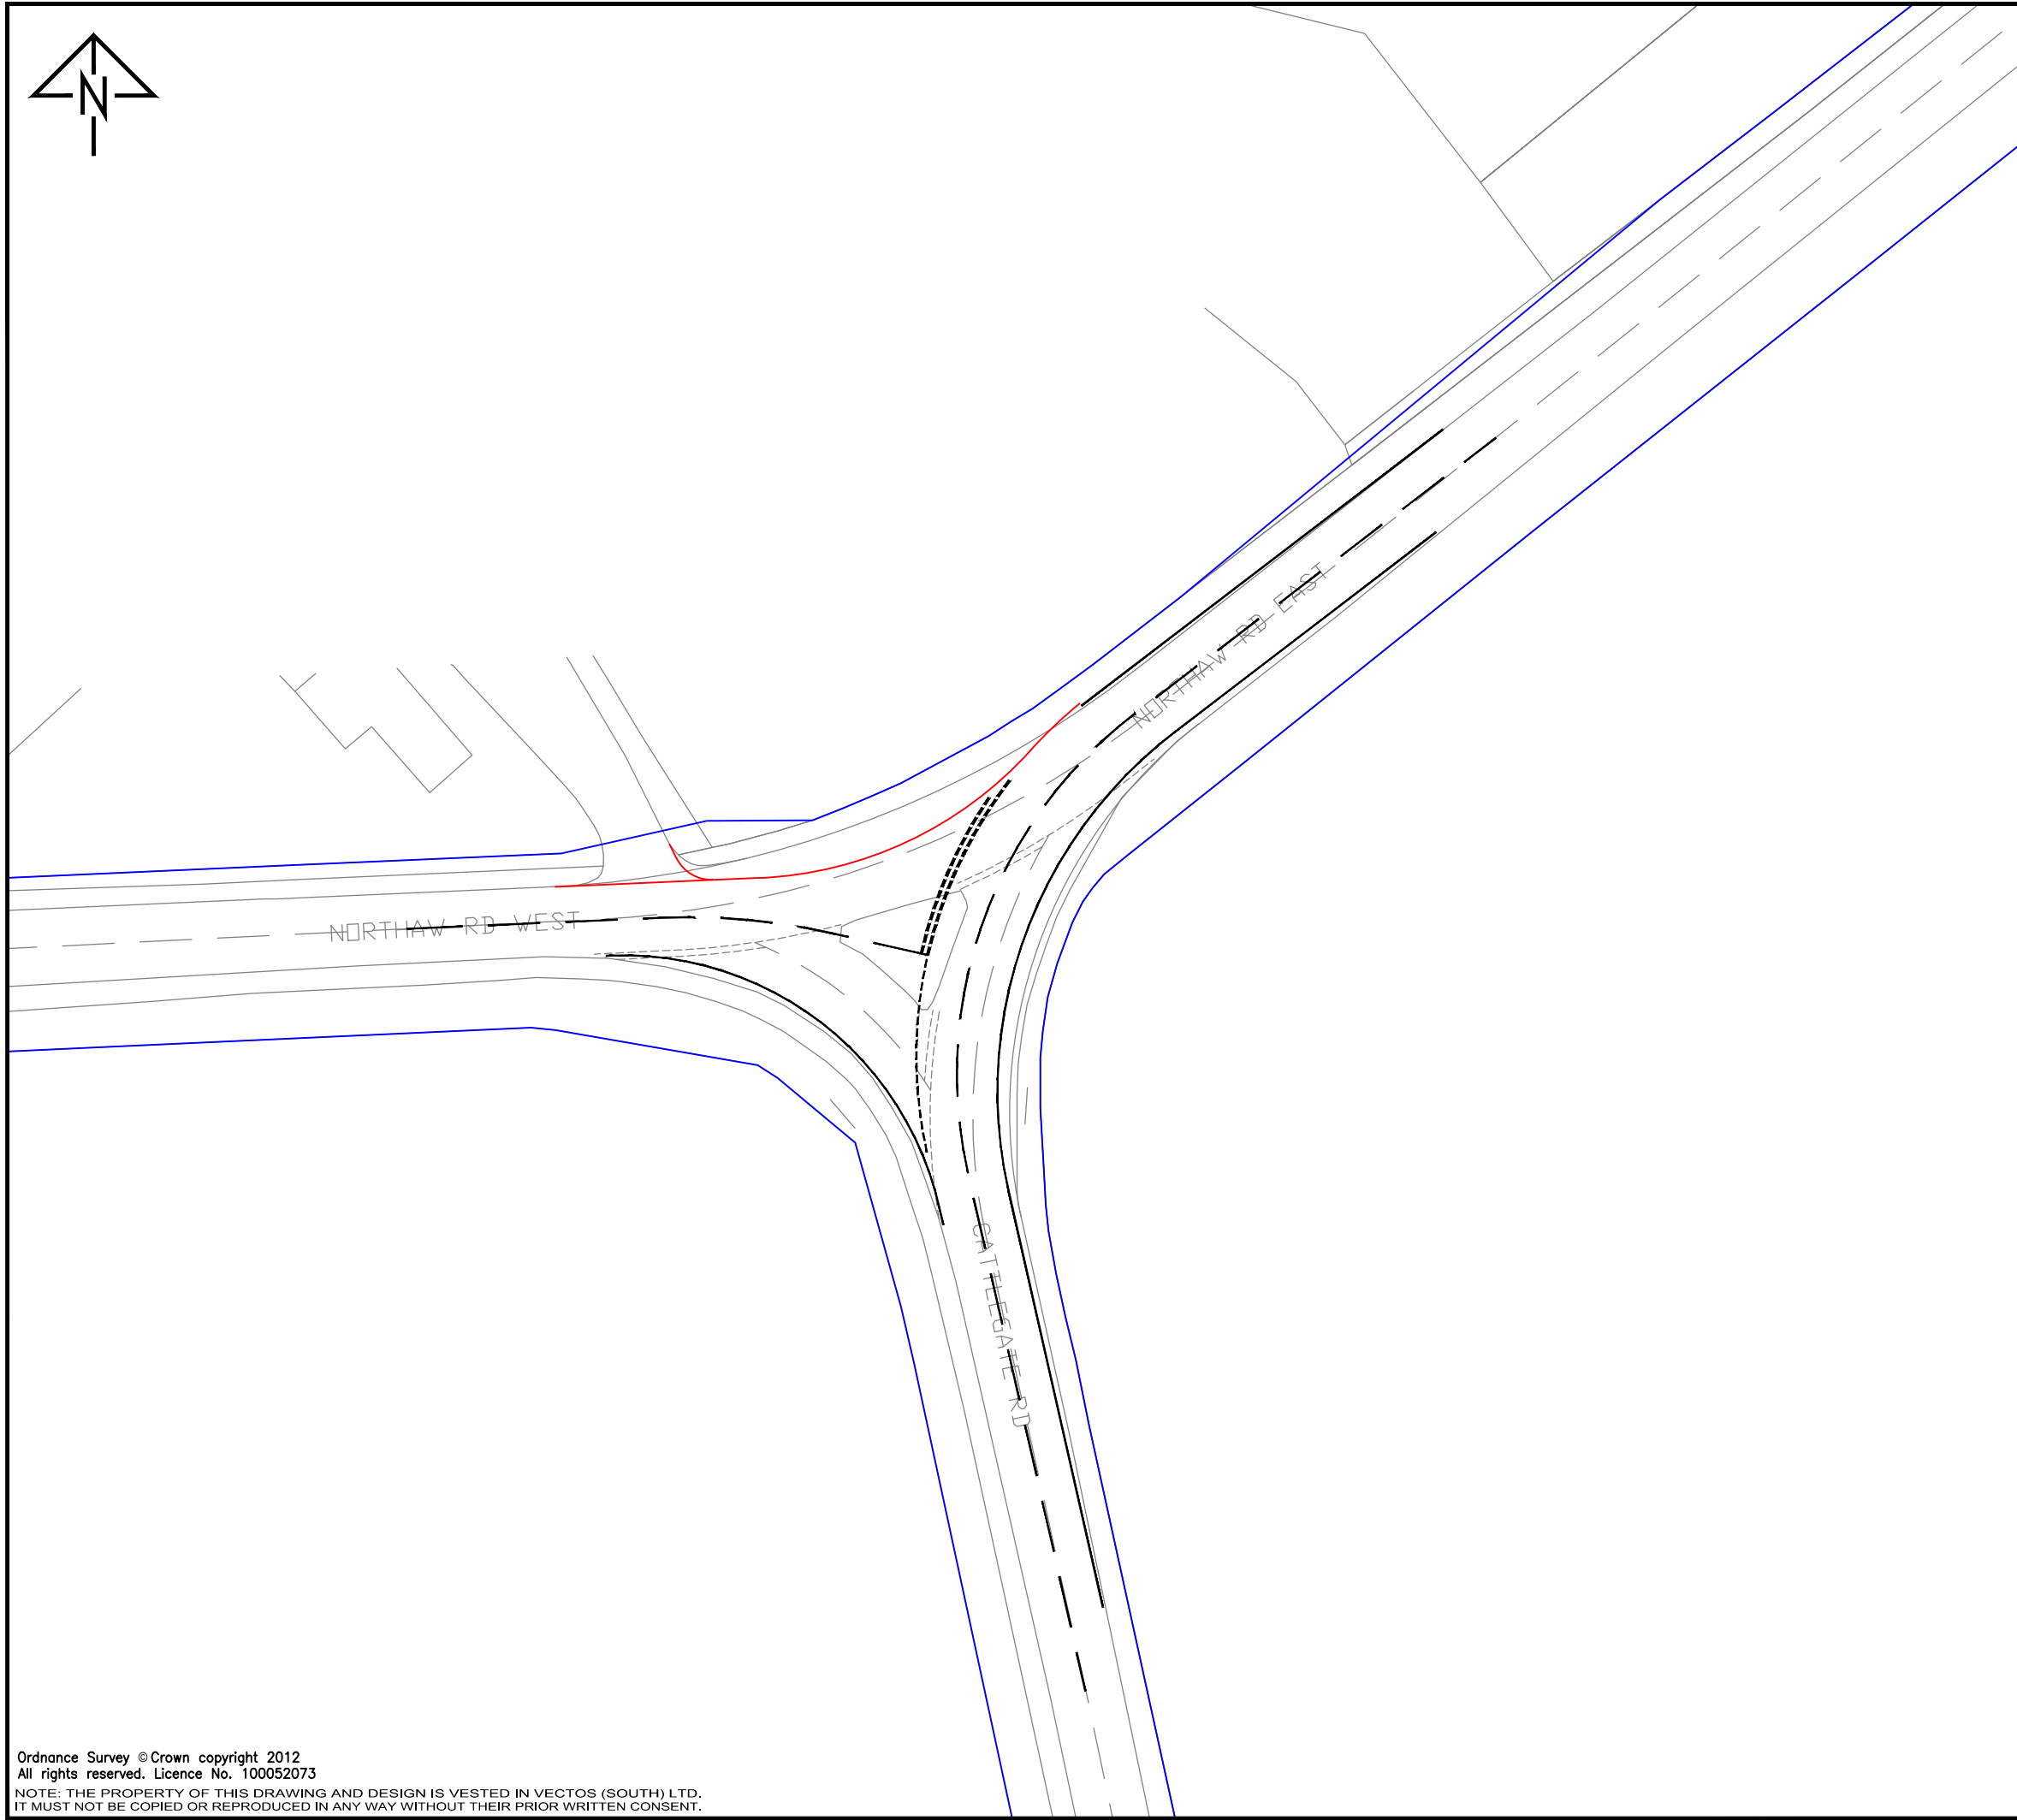 N
NORTHAW RD EAST
NORTHAW RD WEST
CATTLEGATE RD
Ordnance Survey © Crown copyright 2012
All rights reserved. Licence No. 100052073
NOTE: THE PROPERTY OF THIS DRAWING AND DESIGN IS VESTED IN VECTOS (SOUTH) LTD.
IT MUST NOT BE COPIED OR REPRODUCED IN ANY WAY WITHOUT THEIR PRIOR WRITTEN CONSENT.